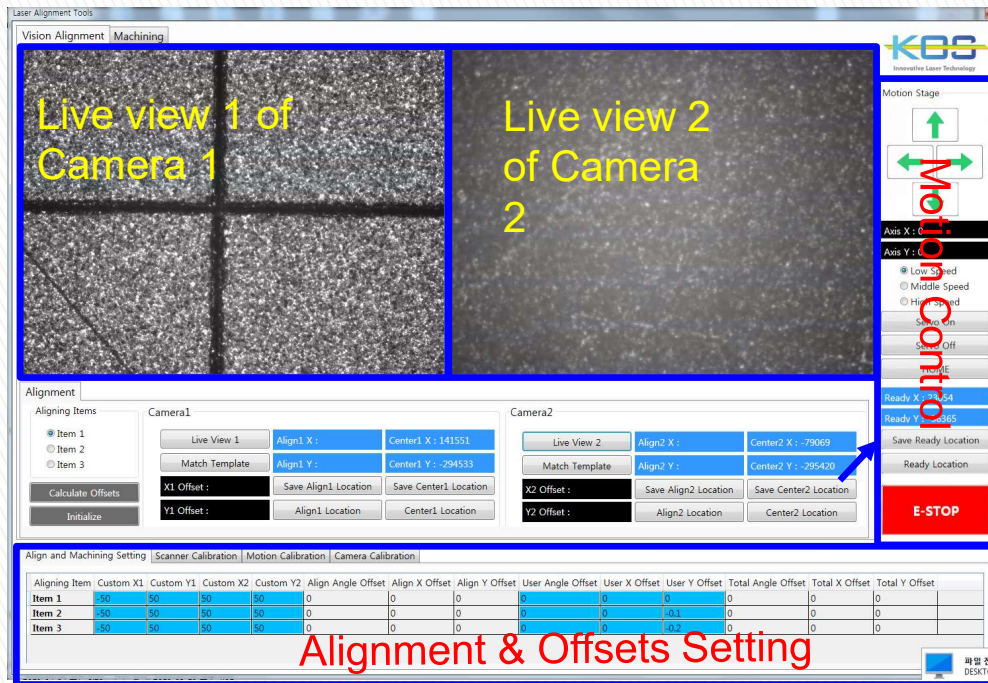 Laser Alignment Tools
Vision Alignment Machining
KOS
Innovative Laser Technology
Live view 1 of
Camera 1
Live view 2
of Camera
2
Motion Stage
Motion Control
Axis X : 0
Axis Y : 0
Low Speed
Middle Speed
High Speed
Servo On
Servo Off
HOME
Ready X :
Ready Y :
Save Ready Location
Ready Location
E-STOP
Alignment
Aligning Items
Item 1
Item 2
Item 3
Calculate Offsets
Initialize
Camera1
Live View 1 Align1 X : Center1 X : 141551
Match Template Align1 Y : Center1 Y : -294533
X1 Offset : Save Align1 Location Save Center1 Location
Y1 Offset : Align1 Location Center1 Location
Camera2
Live View 2 Align2 X : Center2 X : -79069
Match Template Align2 Y : Center2 Y : -295420
X2 Offset : Save Align2 Location Save Center2 Location
Y2 Offset : Align2 Location Center2 Location
Align and Machining Setting Scanner Calibration Motion Calibration Camera Calibration
Aligning Item Custom X1 Custom Y1 Custom X2 Custom Y2 Align Angle Offset Align X Offset Align Y Offset User Angle Offset User X Offset User Y Offset Total Angle Offset Total X Offset Total Y Offset
Item 1 -50 50 50 50 0 0 0 0 0 0 0 0 0
Item 2 -50 50 50 50 0 0 0 0 0 -0.1 0 0 0
Item 3 -50 50 50 50 0 0 0 0 0 -0.2 0 0 0
Alignment & Offsets Setting
파일